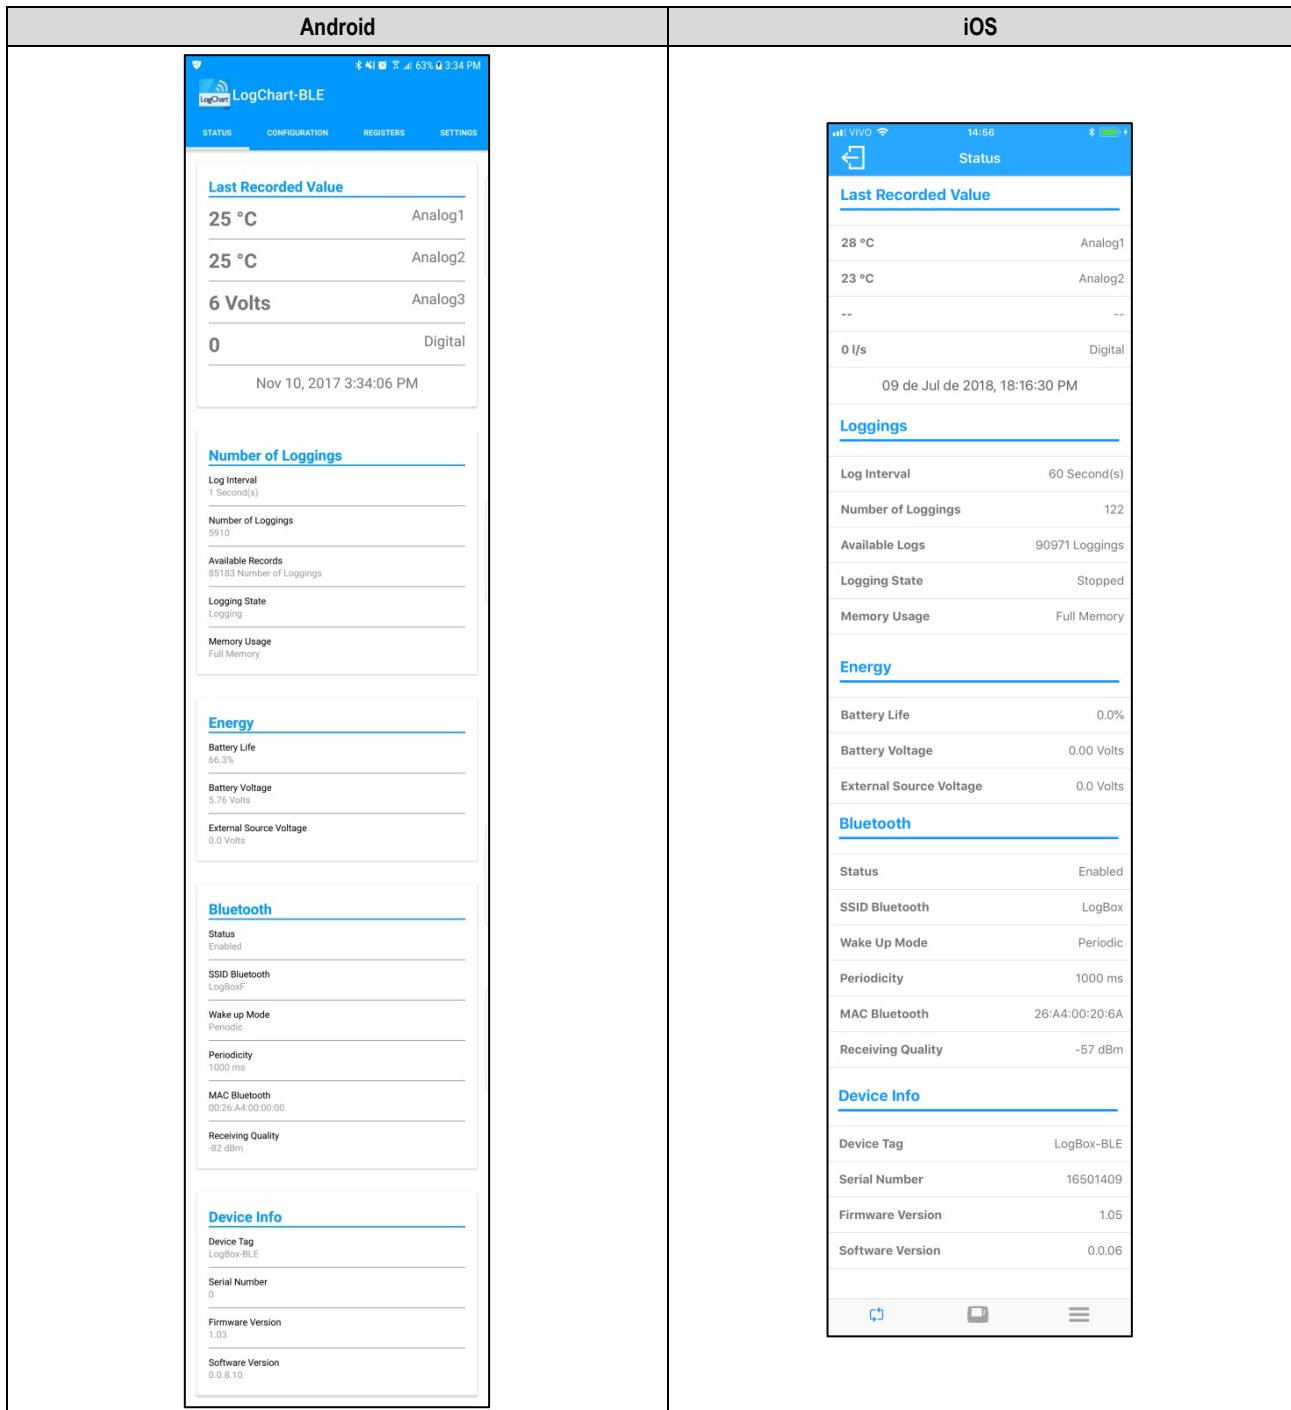 Android
iOS
63% 3:34 PM
LogChart LogChart-BLE
STATUS CONFIGURATION REGISTERS SETTINGS
Last Recorded Value
25 °C Analog1
25 °C Analog2
6 Volts Analog3
0 Digital
Nov 10, 2017 3:34:06 PM
Number of Loggings
Log Interval
1 Second(s)
Number of Loggings
5910
Available Records
85183 Number of Loggings
Logging State
Logging
Memory Usage
Full Memory
Energy
Battery Life
66.3%
Battery Voltage
5.76 Volts
External Source Voltage
0.0 Volts
Bluetooth
Status
Enabled
SSID Bluetooth
LogBoxF
Wake up Mode
Periodic
Periodicity
1000 ms
MAC Bluetooth
00:26:A4:00:00:00
Receiving Quality
-82 dBm
Device Info
Device Tag
LogBox-BLE
Serial Number
0
Firmware Version
1.03
Software Version
0.0.8.10
VIVO 14:56
Status
Last Recorded Value
28 ºC Analog1
23 ºC Analog2
-- --
0 l/s Digital
09 de Jul de 2018, 18:16:30 PM
Loggings
Log Interval 60 Second(s)
Number of Loggings 122
Available Logs 90971 Loggings
Logging State Stopped
Memory Usage Full Memory
Energy
Battery Life 0.0%
Battery Voltage 0.00 Volts
External Source Voltage 0.0 Volts
Bluetooth
Status Enabled
SSID Bluetooth LogBox
Wake Up Mode Periodic
Periodicity 1000 ms
MAC Bluetooth 26:A4:00:20:6A
Receiving Quality -57 dBm
Device Info
Device Tag LogBox-BLE
Serial Number 16501409
Firmware Version 1.05
Software Version 0.0.06